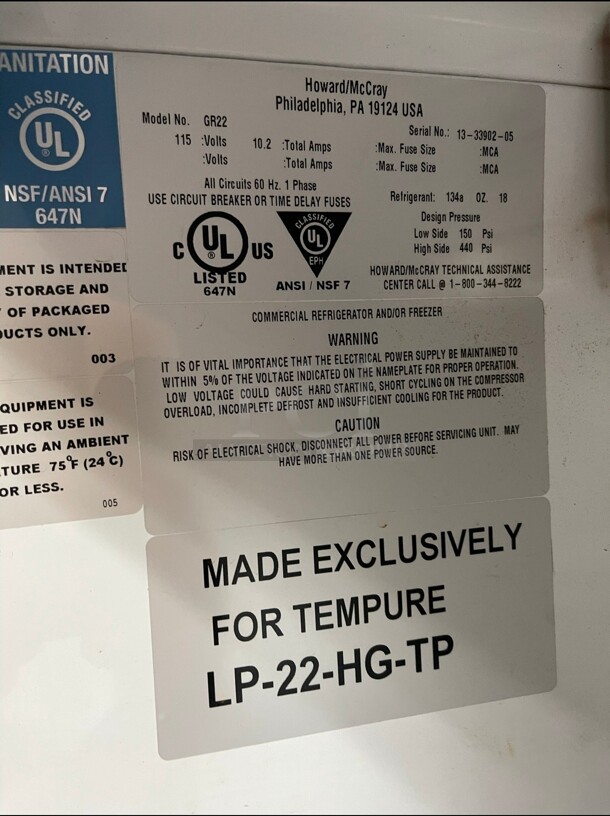 ANITATION
CLASSIFIED
UL
®
NSF/ANSI 7
647N
MENT IS INTENDED
STORAGE AND
OF PACKAGED
DUCTS ONLY.
003
QUIPMENT IS
ED FOR USE IN
VING AN AMBIENT
TURE 75°F (24°C)
OR LESS.
005
Howard/McCray
Philadelphia, PA 19124 USA
Model No. GR22
Serial No.: 13-33902-05
115 :Volts 10.2 :Total Amps :Max. Fuse Size :MCA
:Volts :Total Amps :Max. Fuse Size :MCA
All Circuits 60 Hz. 1 Phase
USE CIRCUIT BREAKER OR TIME DELAY FUSES
Refrigerant: 134a OZ. 18
Design Pressure
Low Side 150 Psi
High Side 440 Psi
C UL ® US
LISTED
647N
CLASSIFIED
UL
EPH
ANSI / NSF 7
HOWARD/McCRAY TECHNICAL ASSISTANCE
CENTER CALL @ 1-800-344-8222
COMMERCIAL REFRIGERATOR AND/OR FREEZER
WARNING
IT IS OF VITAL IMPORTANCE THAT THE ELECTRICAL POWER SUPPLY BE MAINTAINED TO
WITHIN 5% OF THE VOLTAGE INDICATED ON THE NAMEPLATE FOR PROPER OPERATION.
LOW VOLTAGE COULD CAUSE HARD STARTING, SHORT CYCLING ON THE COMPRESSOR
OVERLOAD, INCOMPLETE DEFROST AND INSUFFICIENT COOLING FOR THE PRODUCT.
CAUTION
RISK OF ELECTRICAL SHOCK, DISCONNECT ALL POWER BEFORE SERVICING UNIT. MAY
HAVE MORE THAN ONE POWER SOURCE.
MADE EXCLUSIVELY
FOR TEMPURE
LP-22-HG-TP